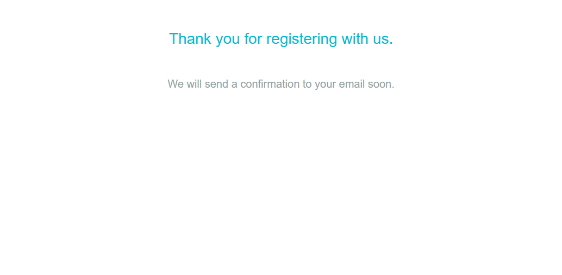 Thank you for registering with us.
We will send a confirmation to your email soon.